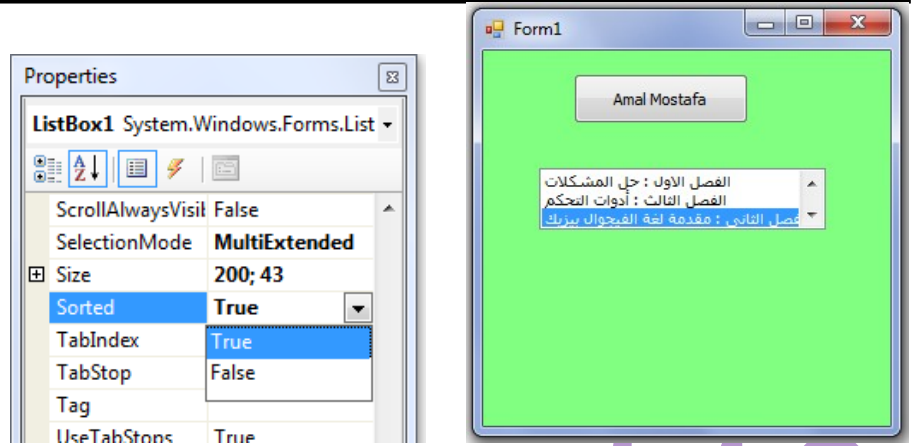 Properties
ListBox1 System.Windows.Forms.List
ScrollAlwaysVisil False
SelectionMode MultiExtended
Size 200; 43
Sorted True
True
False
TabIndex
TabStop
Tag
UseTabStops True
Form1
Amal Mostafa
الفصل الاول : حل المشكلات
الفصل الثالث : أدوات التحكم
فصل الثانى : مقدمة لغة الفيجوال بيزيك